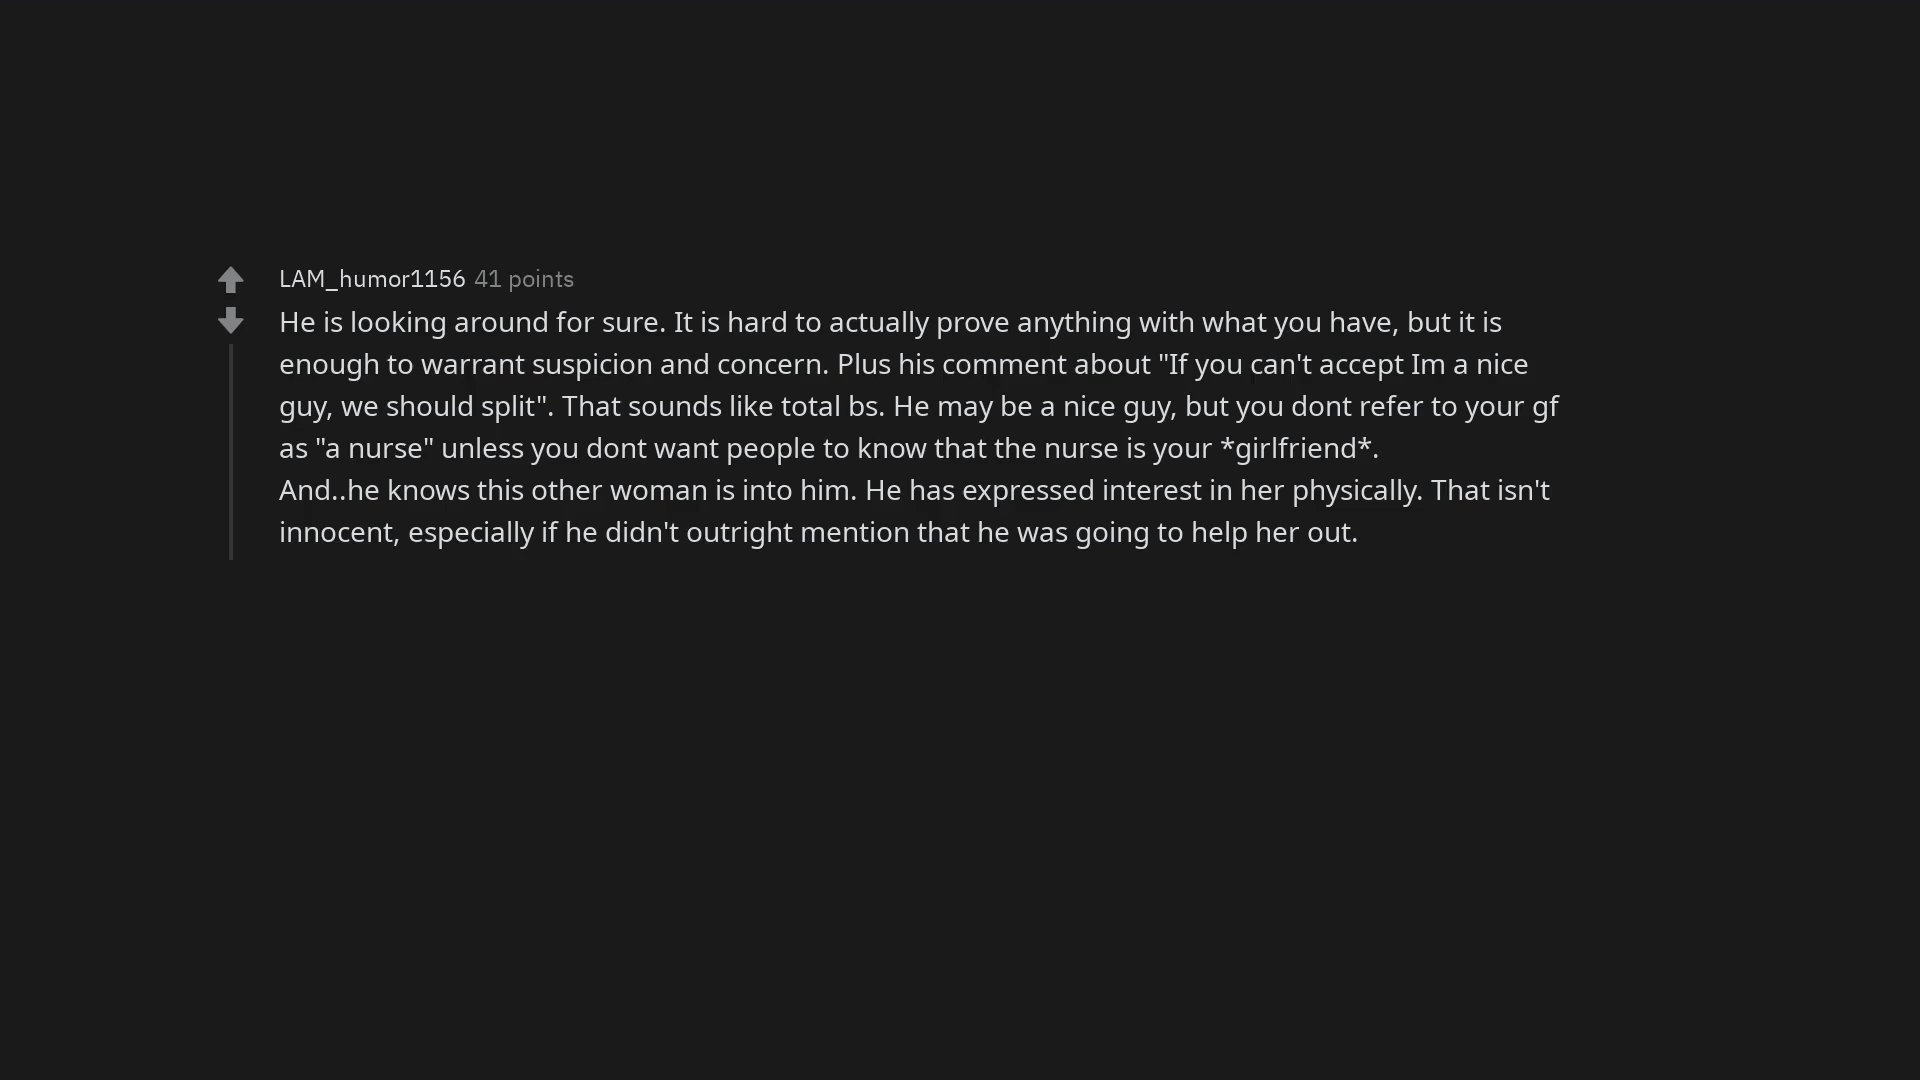 LAM_humor1156 41 points
He is looking around for sure. It is hard to actually prove anything with what you have, but it is
enough to warrant suspicion and concern. Plus his comment about "If you can't accept Im a nice
guy, we should split". That sounds like total bs. He may be a nice guy, but you dont refer to your gf
as "a nurse" unless you dont want people to know that the nurse is your *girlfriend*.
And..he knows this other woman is into him. He has expressed interest in her physically. That isn't
innocent, especially if he didn't outright mention that he was going to help her out.